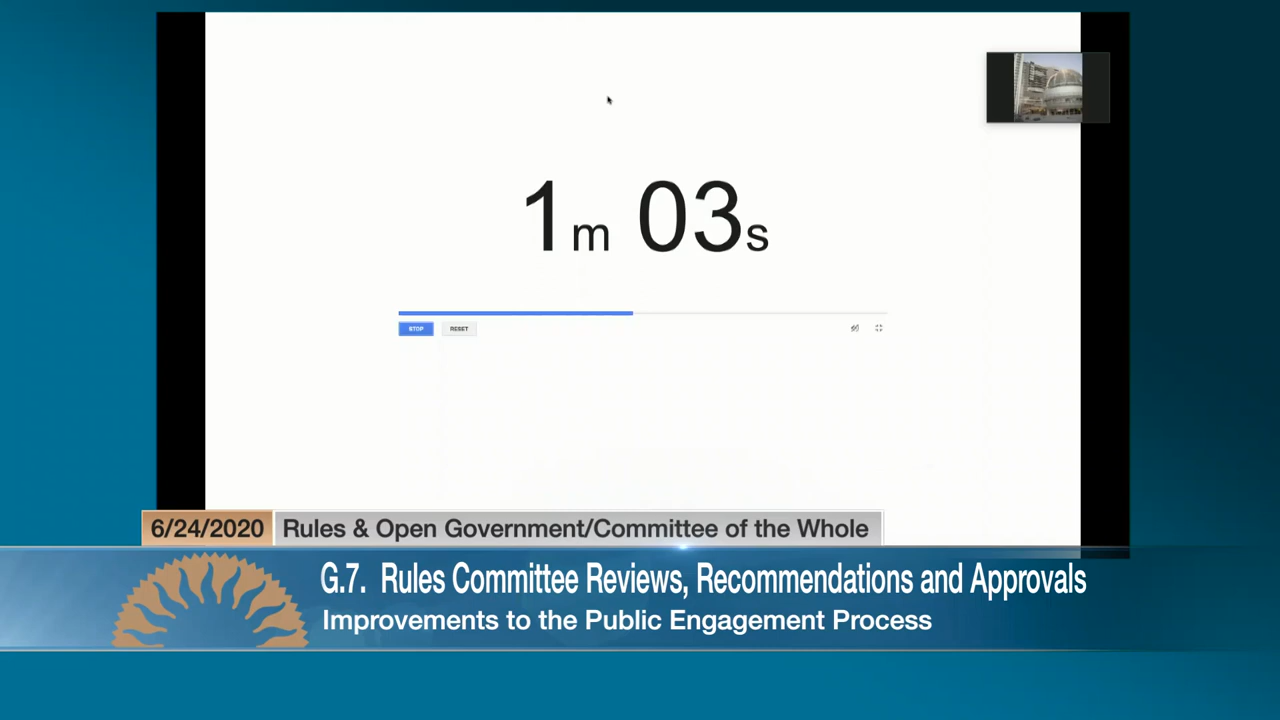 1m 03s
STOP
RESET
6/24/2020
Rules & Open Government/Committee of the Whole
G.7. Rules Committee Reviews, Recommendations and Approvals
Improvements to the Public Engagement Process